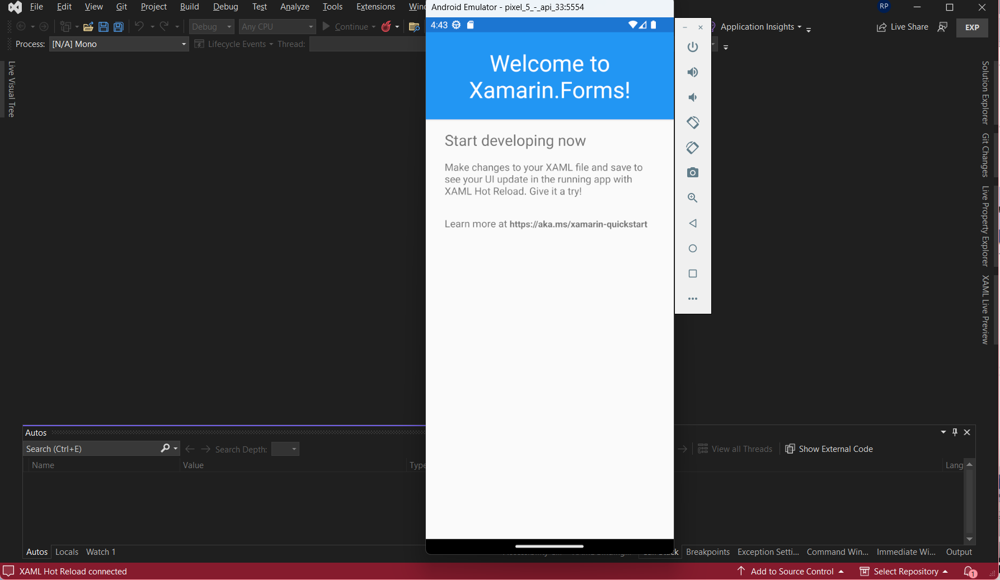 File Edit View Git Project Build Debug Test Analyze Tools Extensions
Android Emulator - pixel_5_-_api_33:5554
RP
Debug Any CPU Continue
Application Insights Live Share EXP
Process: [N/A] Mono Lifecycle Events Thread:
4:43
Welcome to
Xamarin.Forms!
Start developing now
Make changes to your XAML file and save to
see your UI update in the running app with
XAML Hot Reload. Give it a try!
Learn more at https://aka.ms/xamarin-quickstart
Live Visual Tree
Solution Explorer
Git Changes
Live Property Explorer
XAML Live Preview
Autos
Search (Ctrl+E) Search Depth: View all Threads Show External Code
Name Value Type Lang
Autos Locals Watch 1
Breakpoints Exception Setti... Command Win... Immediate Wi... Output
XAML Hot Reload connected Add to Source Control Select Repository 1